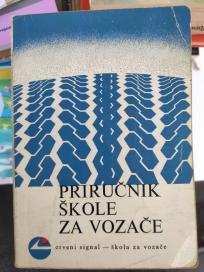 PRIRUČNIK
ŠKOLE
ZA VOZAČE
crveni signal — škola za vozače